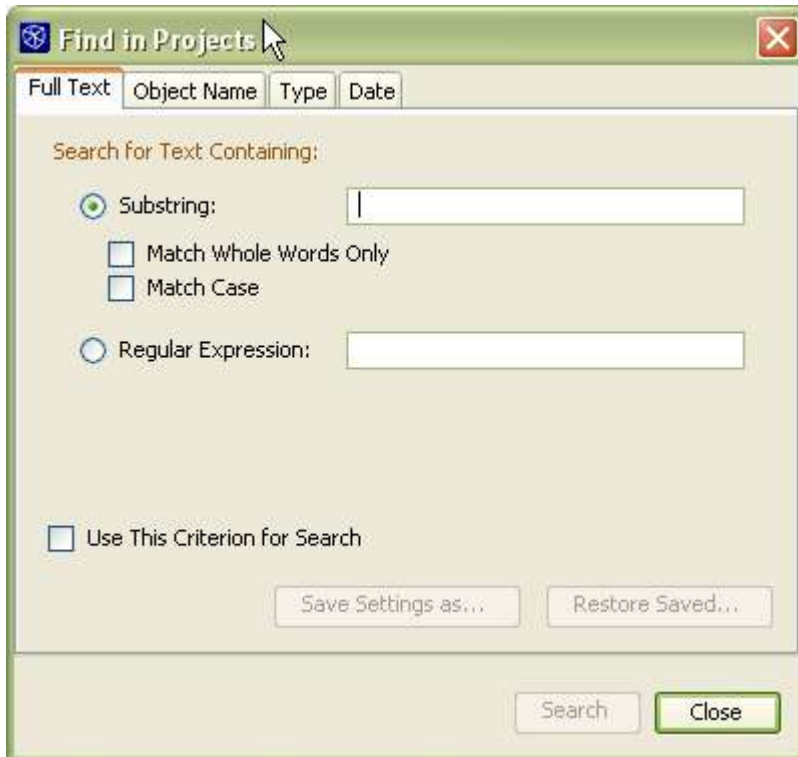 Find in Projects
Full Text Object Name Type Date
Search for Text Containing:
Substring:
Match Whole Words Only
Match Case
Regular Expression:
Use This Criterion for Search
Save Settings as... Restore Saved...
Search Close